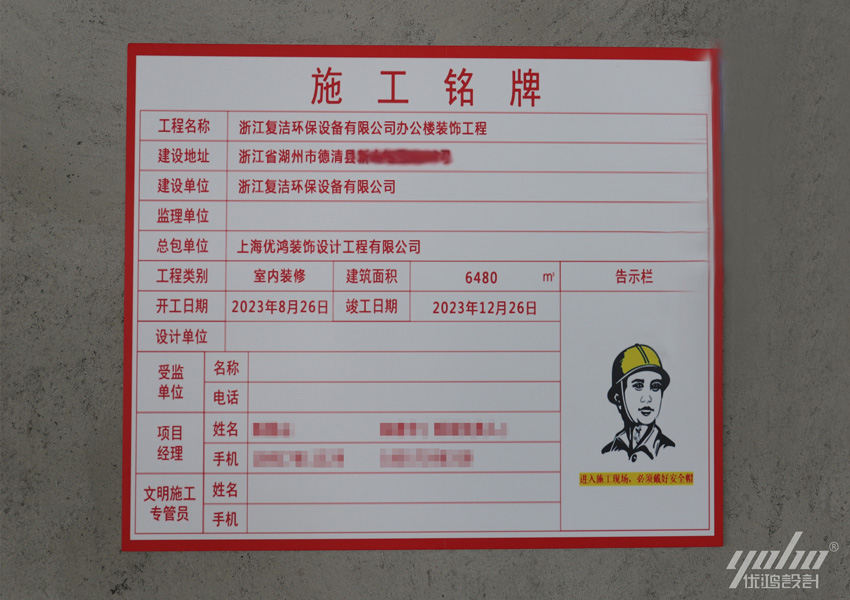 施工铭牌
工程名称 浙江复洁环保设备有限公司办公楼装饰工程
建设地址 浙江省湖州市德清县
建设单位 浙江复洁环保设备有限公司
监理单位
总包单位 上海优鸿装饰设计工程有限公司
工程类别 室内装修 建筑面积 6480 m² 告示栏
开工日期 2023年8月26日 竣工日期 2023年12月26日
设计单位
受监单位 名称
电话
项目经理 姓名
手机
文明施工专管员 姓名
手机
进入施工现场，必须戴好安全帽
yoho®
优鸿設計